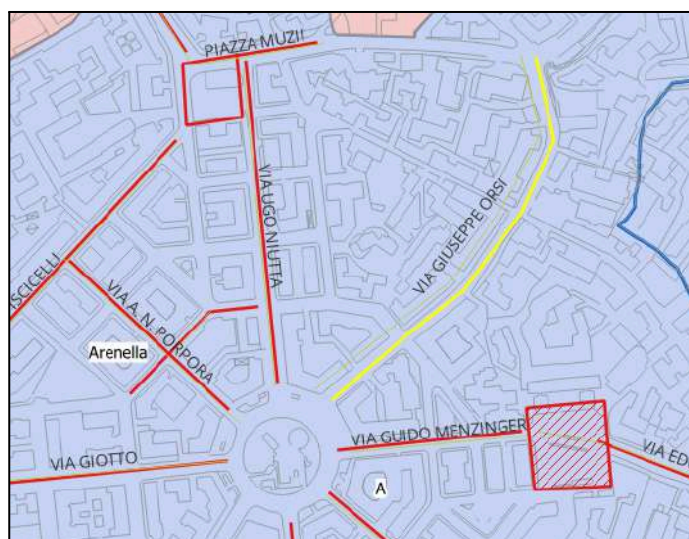 PIAZZA MUZII
VIA UGO NIUTTA
VIA GIUSEPPE ORSI
SCICELLI
VIA A. N. PORPORA
Arenella
VIA GUIDO MENZINGER
VIA ED
VIA GIOTTO
A